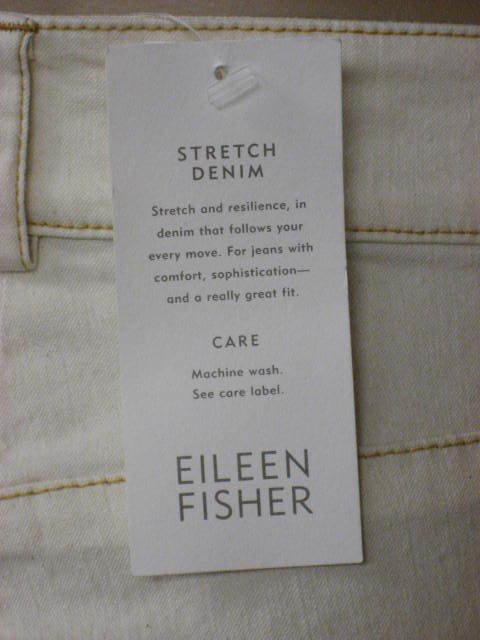 STRETCH
DENIM
Stretch and resilience, in
denim that follows your
every move. For jeans with
comfort, sophistication—
and a really great fit.
CARE
Machine wash.
See care label.
EILEEN
FISHER